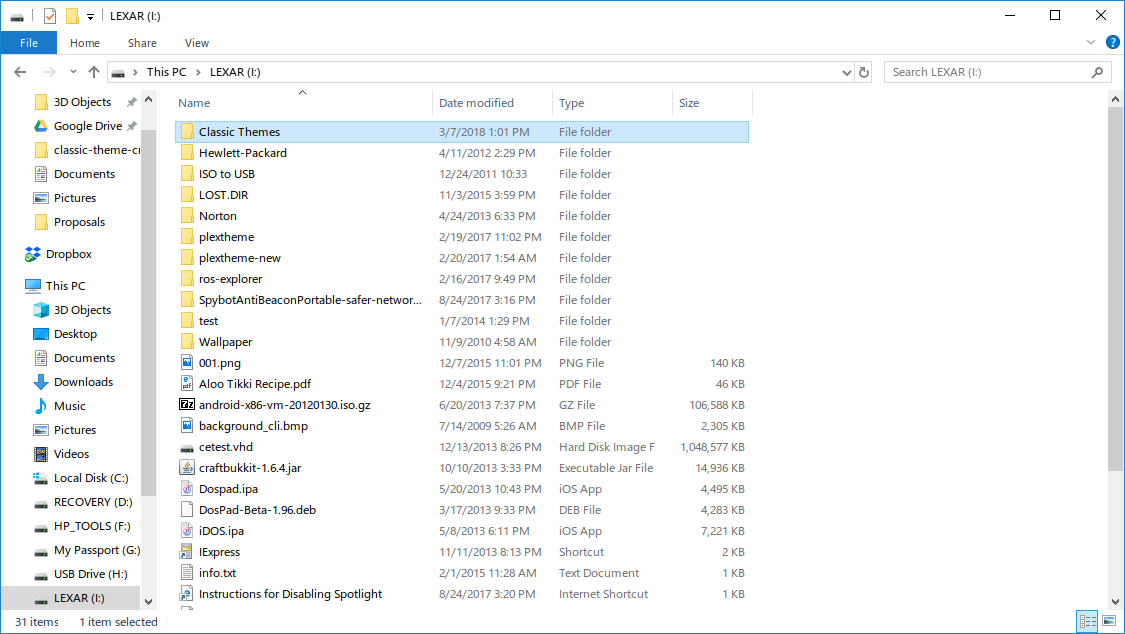 LEXAR (I:)
File Home Share View
This PC LEXAR (I:) Search LEXAR (I:)
3D Objects
Google Drive
classic-theme-cr
Documents
Pictures
Proposals
Dropbox
This PC
3D Objects
Desktop
Documents
Downloads
Music
Pictures
Videos
Local Disk (C:)
RECOVERY (D:)
HP_TOOLS (F:)
My Passport (G:)
USB Drive (H:)
LEXAR (I:)
Name Date modified Type Size
Classic Themes 3/7/2018 1:01 PM File folder
Hewlett-Packard 4/11/2012 2:29 PM File folder
ISO to USB 12/24/2011 10:33 File folder
LOST.DIR 11/3/2015 3:59 PM File folder
Norton 4/24/2013 6:33 PM File folder
plextheme 2/19/2017 11:02 PM File folder
plextheme-new 2/20/2017 1:54 AM File folder
ros-explorer 2/16/2017 9:49 PM File folder
SpybotAntiBeaconPortable-safer-networ... 8/24/2017 3:16 PM File folder
test 1/7/2014 1:29 PM File folder
Wallpaper 11/9/2010 4:58 AM File folder
001.png 12/7/2015 11:01 PM PNG File 140 KB
Aloo Tikki Recipe.pdf 12/4/2015 9:21 PM PDF File 46 KB
android-x86-vm-20120130.iso.gz 6/20/2013 7:37 PM GZ File 106,588 KB
background_cli.bmp 7/14/2009 5:26 AM BMP File 2,305 KB
cetest.vhd 12/13/2013 8:26 PM Hard Disk Image F 1,048,577 KB
craftbukkit-1.6.4.jar 10/10/2013 3:33 PM Executable Jar File 14,936 KB
Dospad.ipa 5/20/2013 10:43 PM iOS App 4,495 KB
DosPad-Beta-1.96.deb 3/17/2013 9:33 PM DEB File 4,283 KB
iDOS.ipa 5/8/2013 6:11 PM iOS App 7,221 KB
IExpress 11/11/2013 8:13 PM Shortcut 2 KB
info.txt 2/1/2015 11:28 AM Text Document 1 KB
Instructions for Disabling Spotlight 8/24/2017 3:20 PM Internet Shortcut 1 KB
31 items 1 item selected